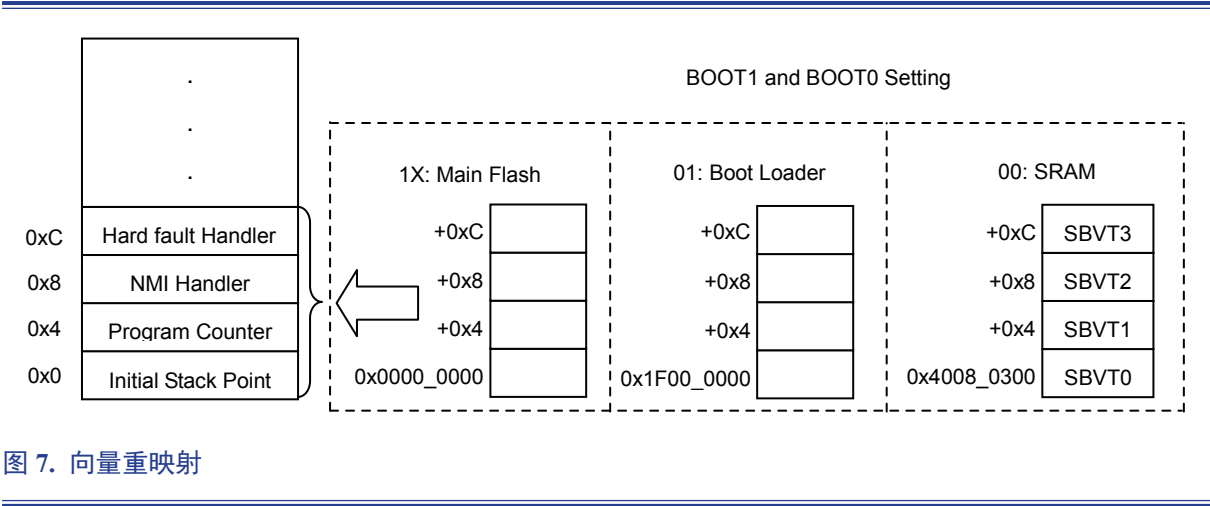 BOOT1 and BOOT0 Setting
.
.
.
1X: Main Flash
01: Boot Loader
00: SRAM
0xC Hard fault Handler
0x8 NMI Handler
0x4 Program Counter
0x0 Initial Stack Point
+0xC
+0x8
+0x4
0x0000_0000
+0xC
+0x8
+0x4
0x1F00_0000
+0xC SBVT3
+0x8 SBVT2
+0x4 SBVT1
0x4008_0300 SBVT0
图 7. 向量重映射